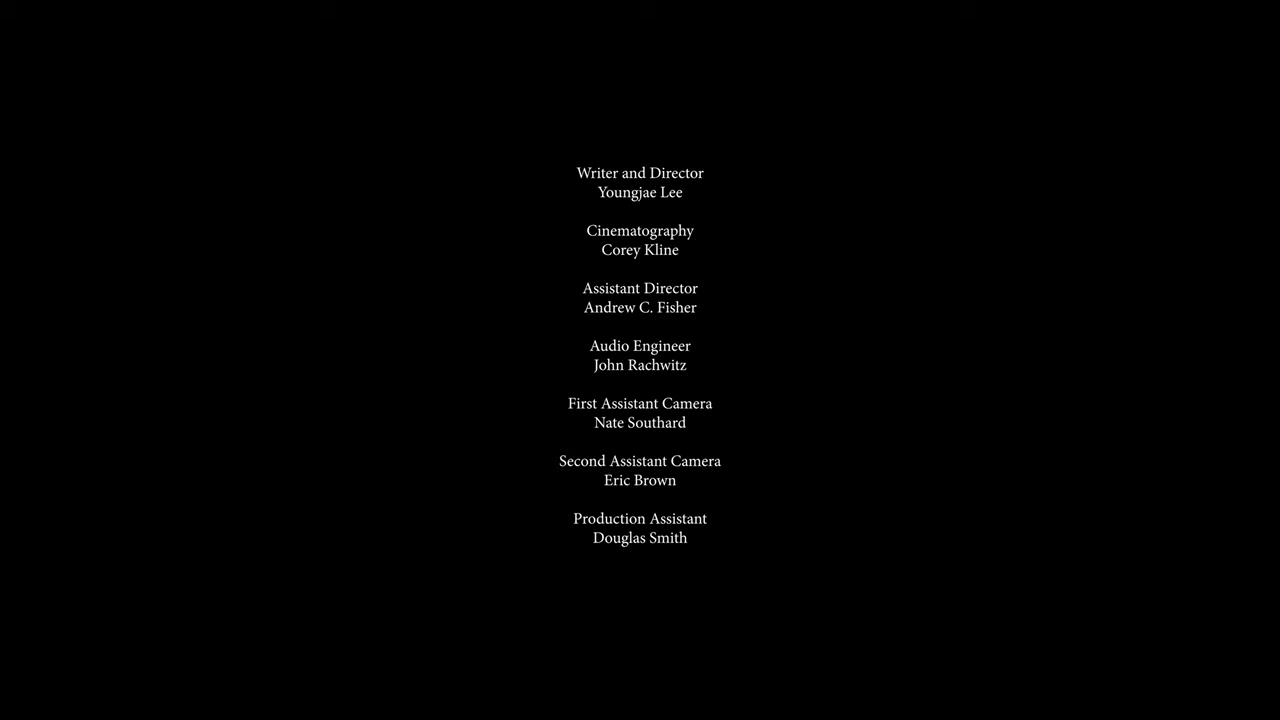 Writer and Director
Youngjae Lee
Cinematography
Corey Kline
Assistant Director
Andrew C. Fisher
Audio Engineer
John Rachwitz
First Assistant Camera
Nate Southard
Second Assistant Camera
Eric Brown
Production Assistant
Douglas Smith